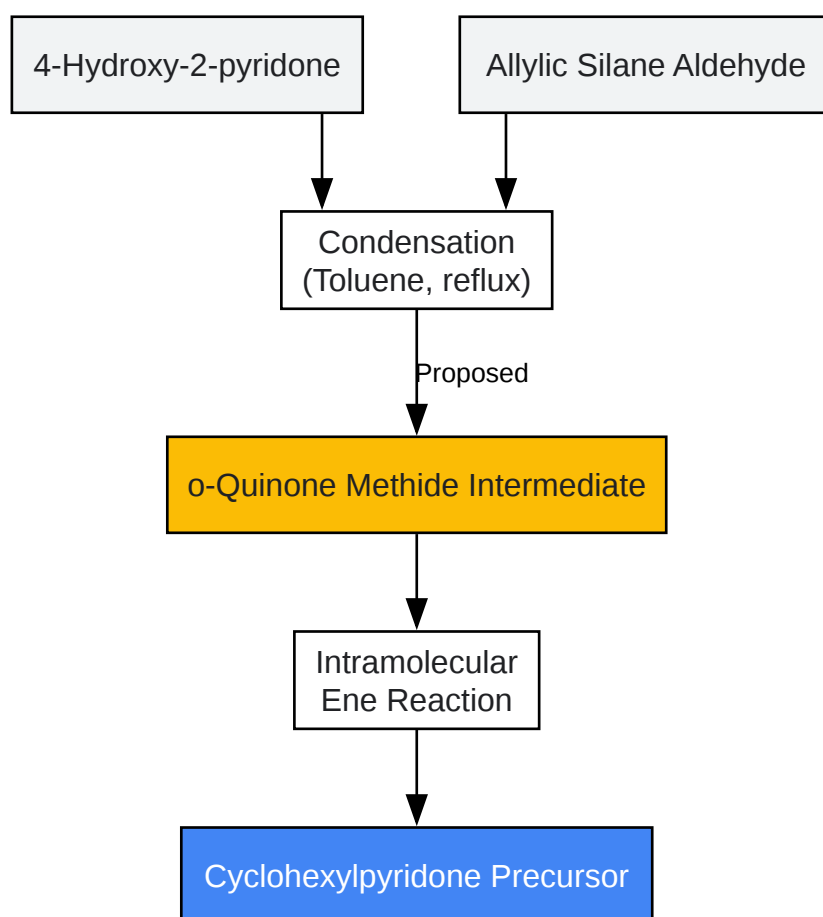 4-Hydroxy-2-pyridone
Allylic Silane Aldehyde
Condensation
(Toluene, reflux)
Proposed
o-Quinone Methide Intermediate
Intramolecular
Ene Reaction
Cyclohexylpyridone Precursor